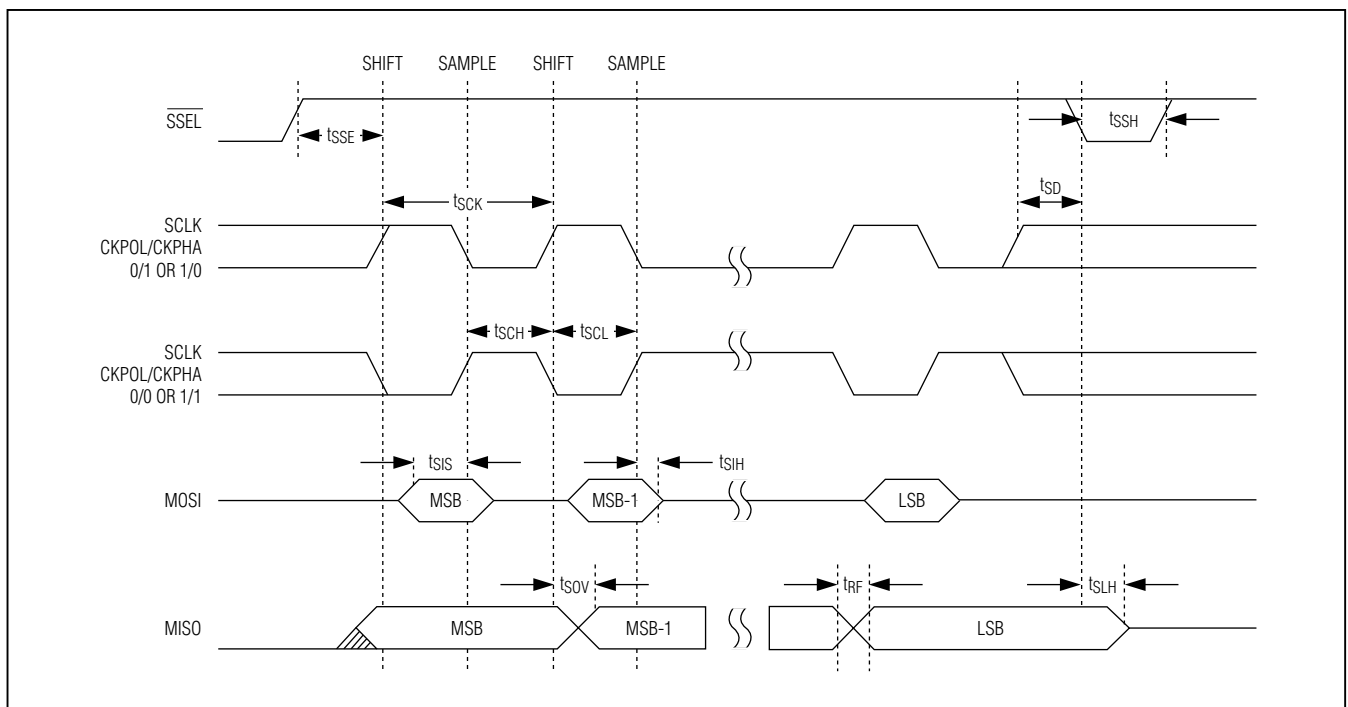 SHIFT SAMPLE SHIFT SAMPLE
SSEL
tSSE
tSSH
tSCK
tSD
SCLK
CKPOL/CKPHA
0/1 OR 1/0
tSCH
tSCL
SCLK
CKPOL/CKPHA
0/0 OR 1/1
tSIS
tSIH
MOSI
MSB
MSB-1
LSB
tSOV
tRF
tSLH
MISO
MSB
MSB-1
LSB